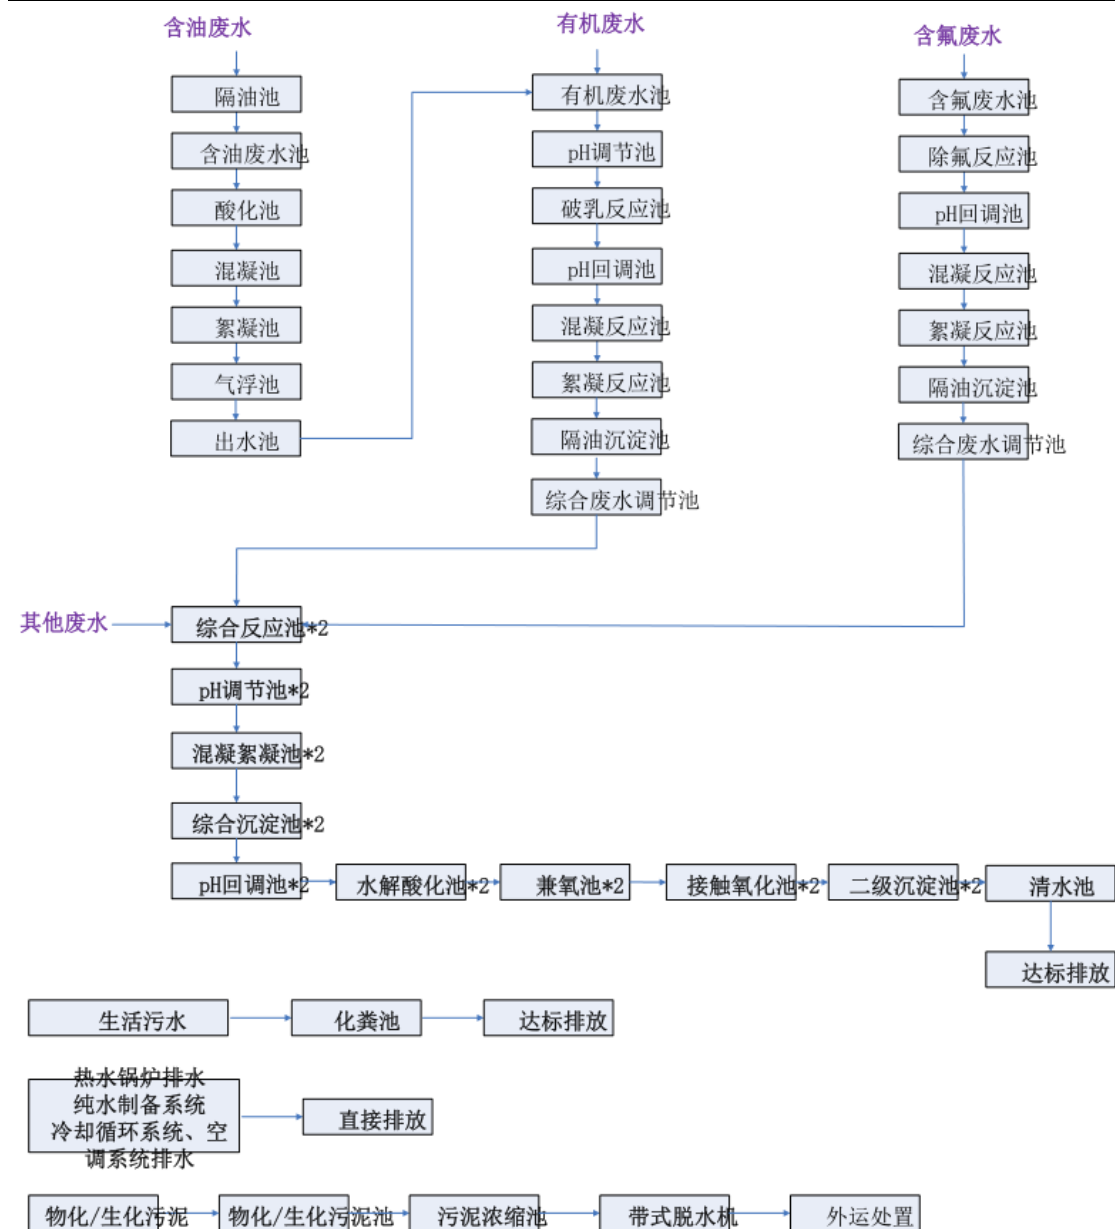 含油废水
隔油池
含油废水池
酸化池
混凝池
絮凝池
气浮池
出水池
有机废水
有机废水池
pH调节池
破乳反应池
pH回调池
混凝反应池
絮凝反应池
隔油沉淀池
综合废水调节池
含氟废水
含氟废水池
除氟反应池
pH回调池
混凝反应池
絮凝反应池
隔油沉淀池
综合废水调节池
其他废水
综合反应池*2
pH调节池*2
混凝絮凝池*2
综合沉淀池*2
pH回调池*2
水解酸化池*2
兼氧池*2
接触氧化池*2
二级沉淀池*2
清水池
达标排放
生活污水
化粪池
达标排放
热水锅炉排水
纯水制备系统
冷却循环系统、空
调系统排水
直接排放
物化/生化污泥
物化/生化污泥池
污泥浓缩池
带式脱水机
外运处置